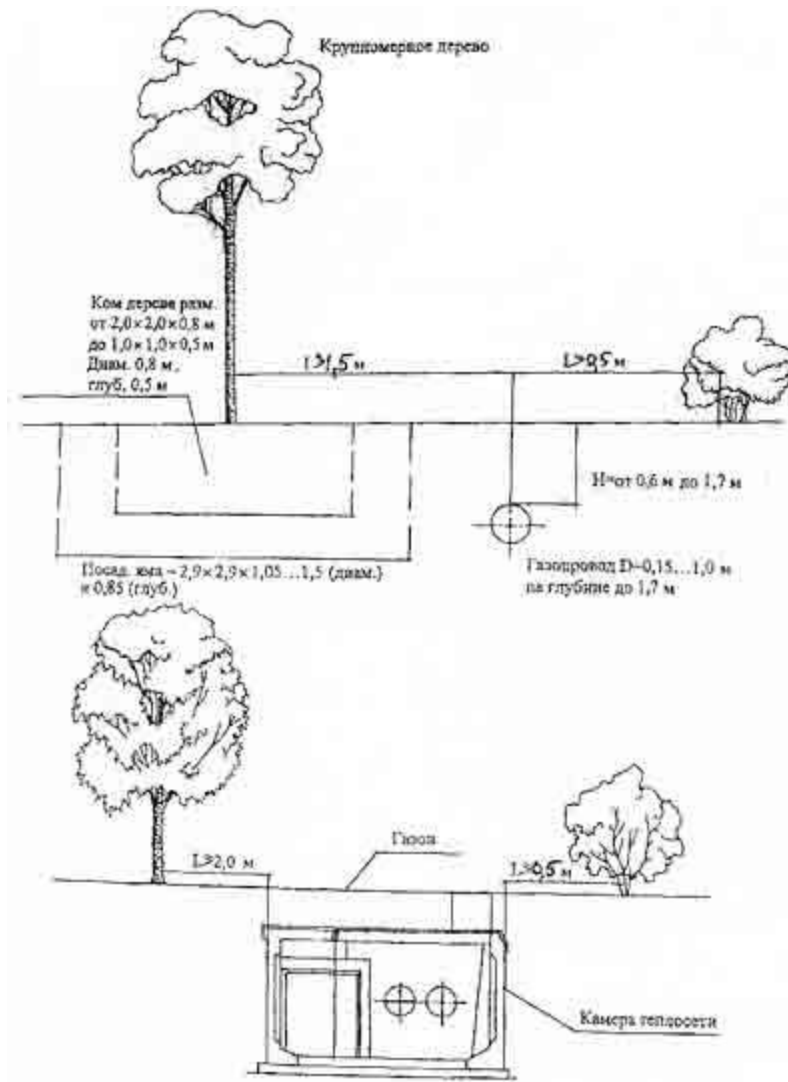 Крупномерное дерево
Ком дерева разм.
от 2,0×2,0×0,8 м
до 1,0×1,0×0,5 м
Диам. 0,8 м,
глуб. 0,5 м
L≥1,5 м
L≥0,5 м
H=от 0,6 м до 1,7 м
Посад. яма – 2,9×2,9×1,05...1,5 (диам.)
и 0,85 (глуб.)
Газопровод D=0,15...1,0 м
на глубине до 1,7 м
L≥2,0 м
Газон
L≥0,5 м
Камера теплосети